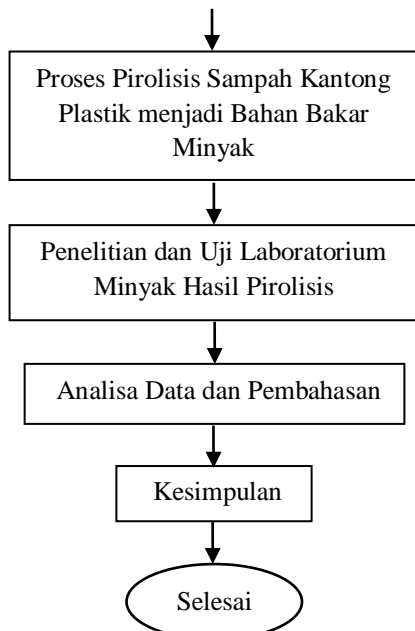 Proses Pirolisis Sampah Kantong
Plastik menjadi Bahan Bakar
Minyak
Penelitian dan Uji Laboratorium
Minyak Hasil Pirolisis
Analisa Data dan Pembahasan
Kesimpulan
Selesai